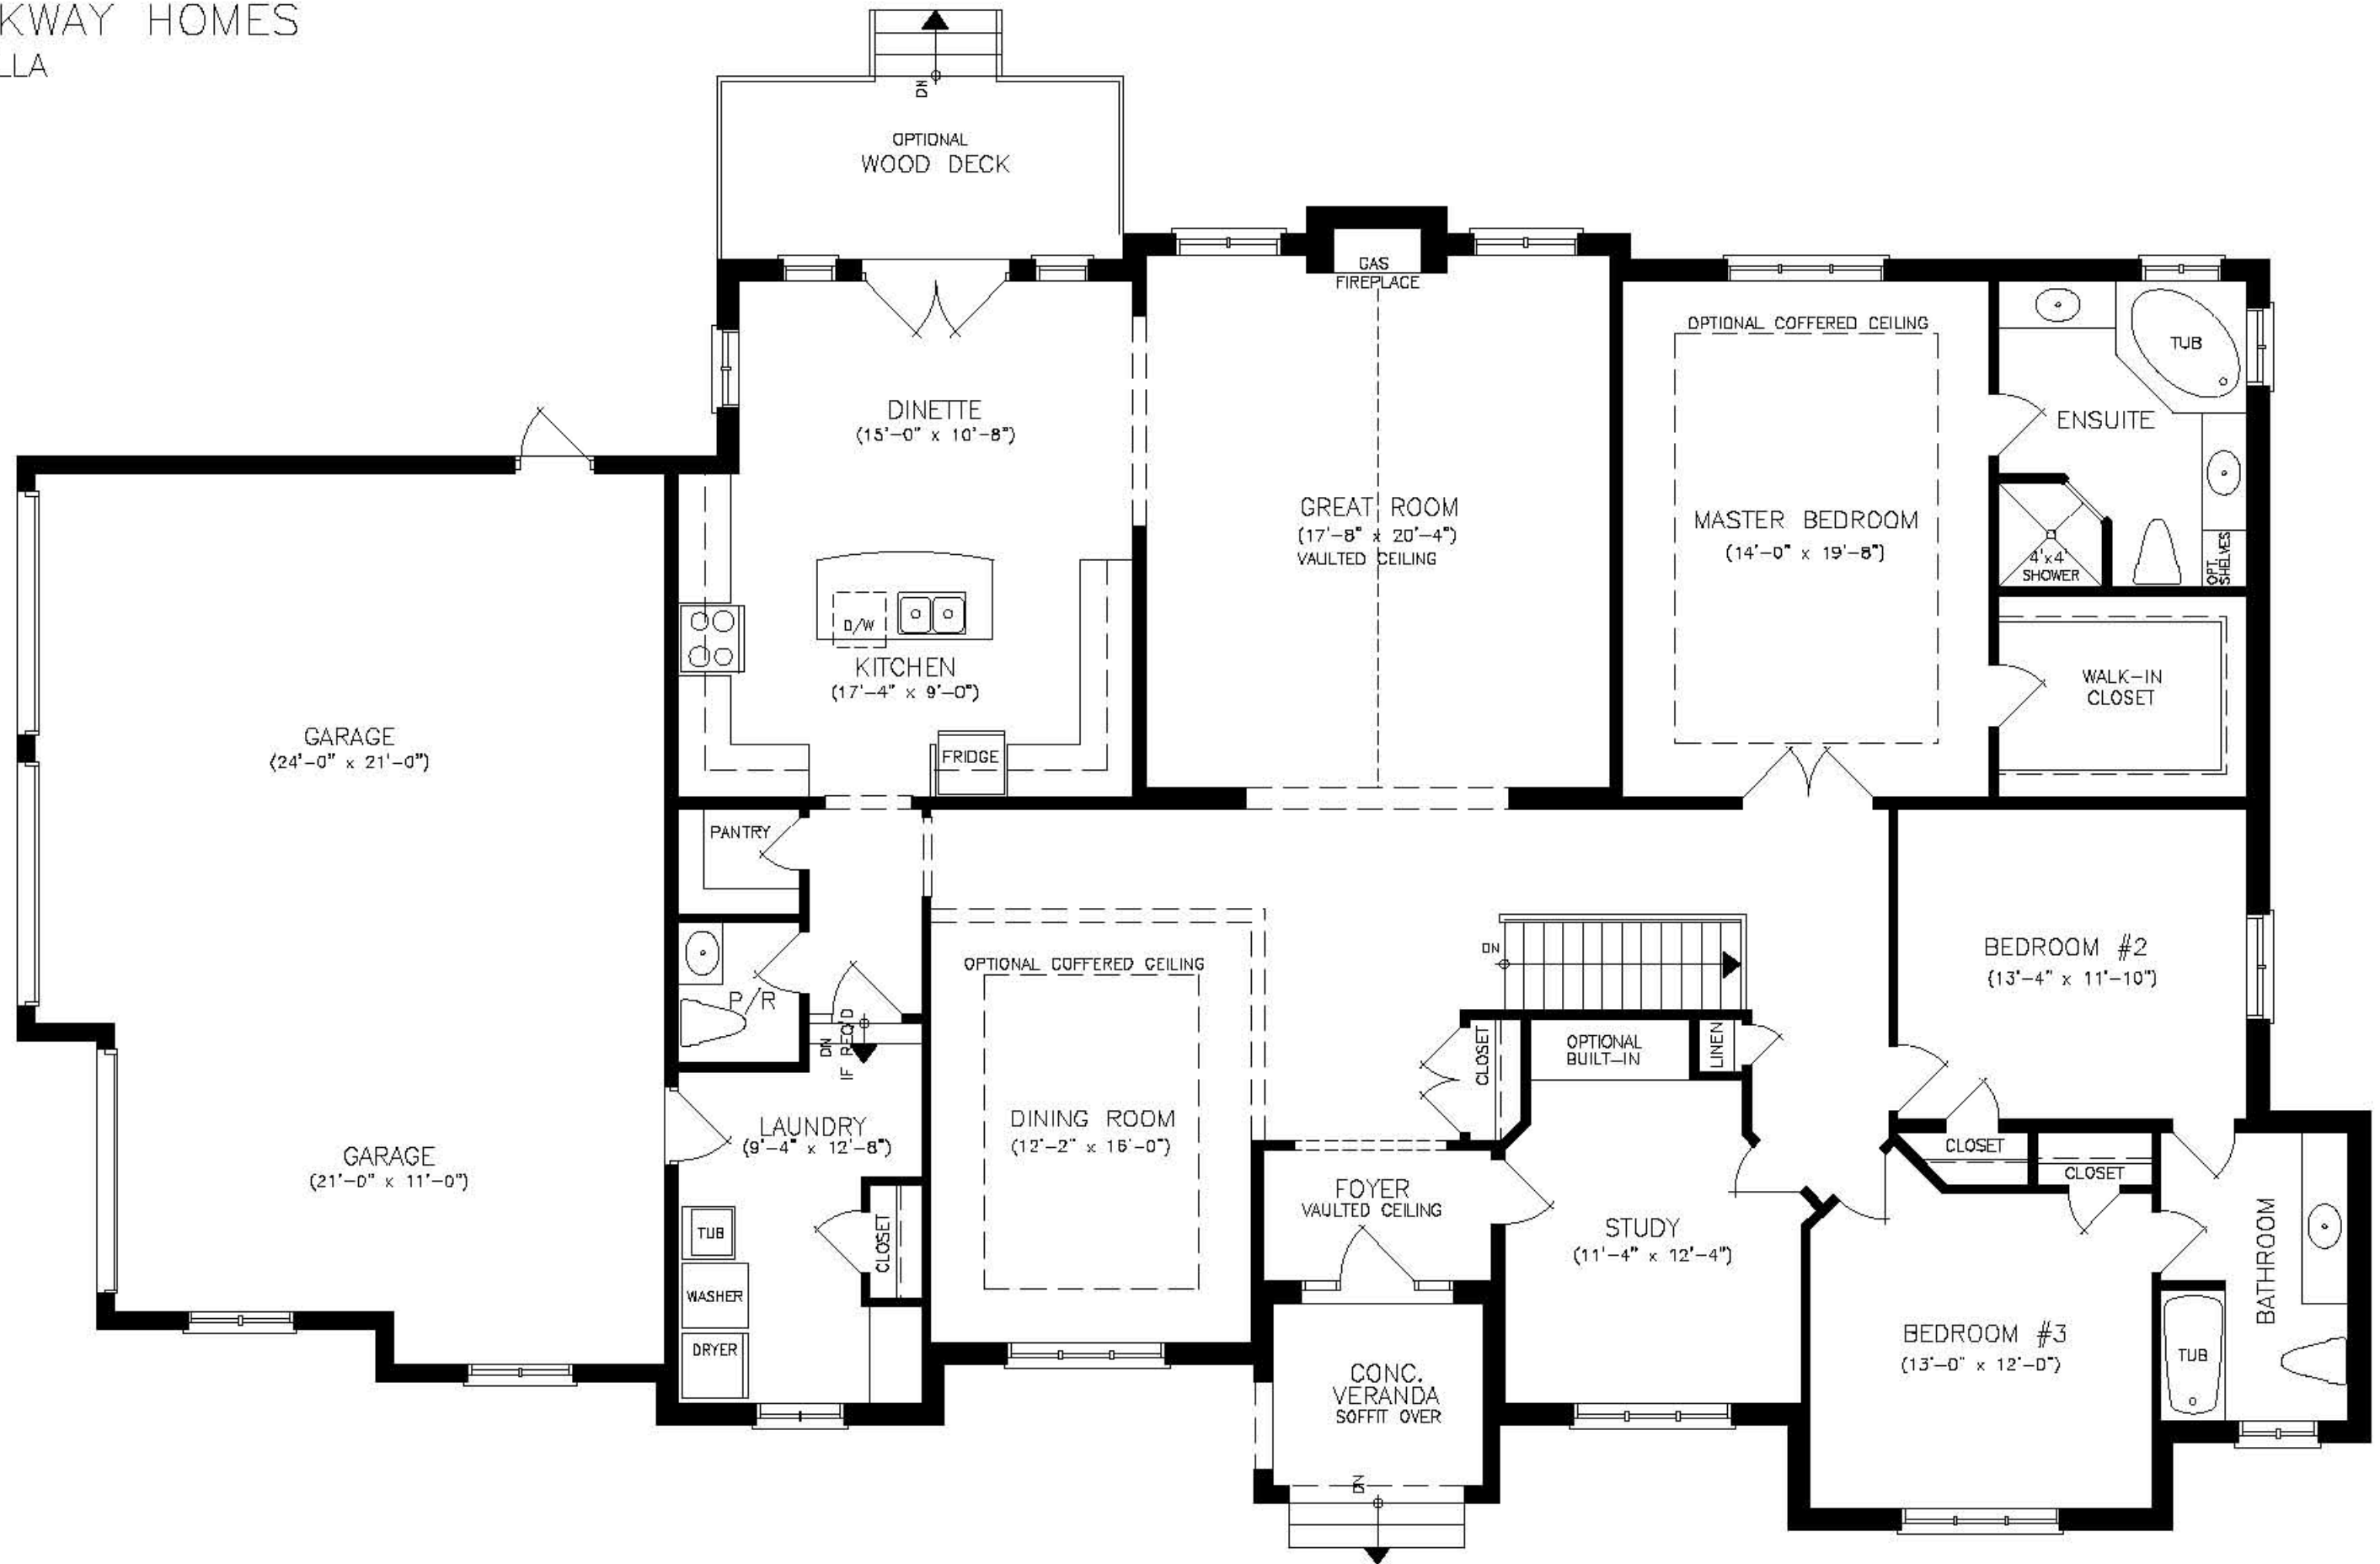 KWAY HOMES
LLA
DN
OPTIONAL
WOOD DECK
GAS
FIREPLACE
OPTIONAL COFFERED CEILING
TUB
DINETTE
(15'-0" x 10'-8")
ENSUITE
GREAT ROOM
(17'-8" x 20'-4")
VAULTED CEILING
MASTER BEDROOM
(14'-0" x 19'-8")
4'x4'
SHOWER
OPT.
SHELVES
D/W
KITCHEN
(17'-4" x 9'-0")
WALK-IN
CLOSET
GARAGE
(24'-0" x 21'-0")
FRIDGE
PANTRY
OPTIONAL COFFERED CEILING
DN
BEDROOM #2
(13'-4" x 11'-10")
P/R
DN
IF REQ'D
CLOSET
OPTIONAL
BUILT-IN
LINEN
LAUNDRY
(9'-4" x 12'-8")
DINING ROOM
(12'-2" x 16'-0")
GARAGE
(21'-0" x 11'-0")
CLOSET
CLOSET
FOYER
VAULTED CEILING
STUDY
(11'-4" x 12'-4")
TUB
CLOSET
BATHROOM
WASHER
DRYER
BEDROOM #3
(13'-0" x 12'-0")
TUB
CONC.
VERANDA
SOFFIT OVER
DN